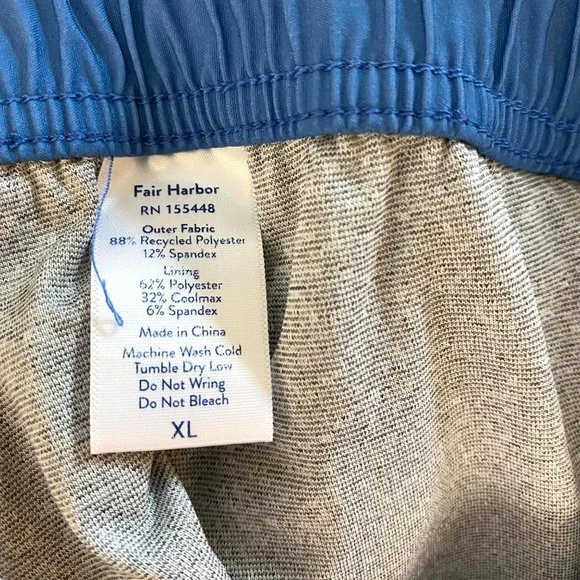 Fair Harbor
RN 155448
Outer Fabric
88% Recycled Polyester
12% Spandex
Lining
62% Polyester
32% Coolmax
6% Spandex
Made in China
Machine Wash Cold
Tumble Dry Low
Do Not Wring
Do Not Bleach
XL